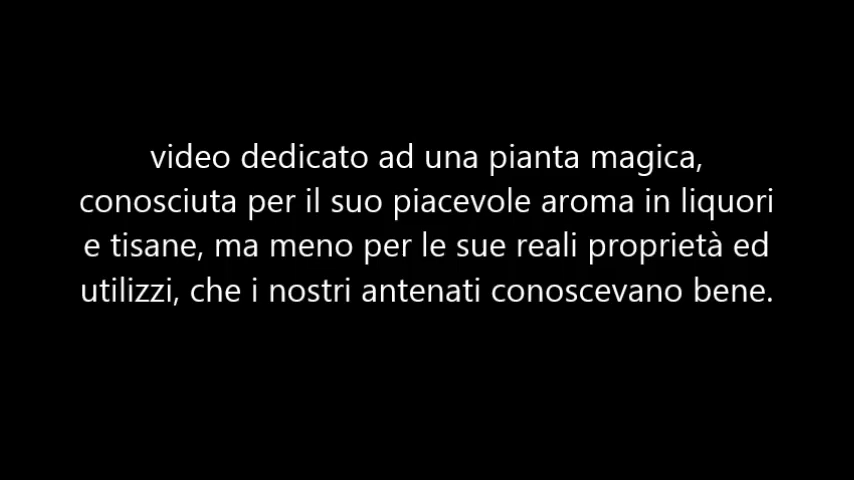 video dedicato ad una pianta magica,
conosciuta per il suo piacevole aroma in liquori
e tisane, ma meno per le sue reali proprietà ed
utilizzi, che i nostri antenati conoscevano bene.